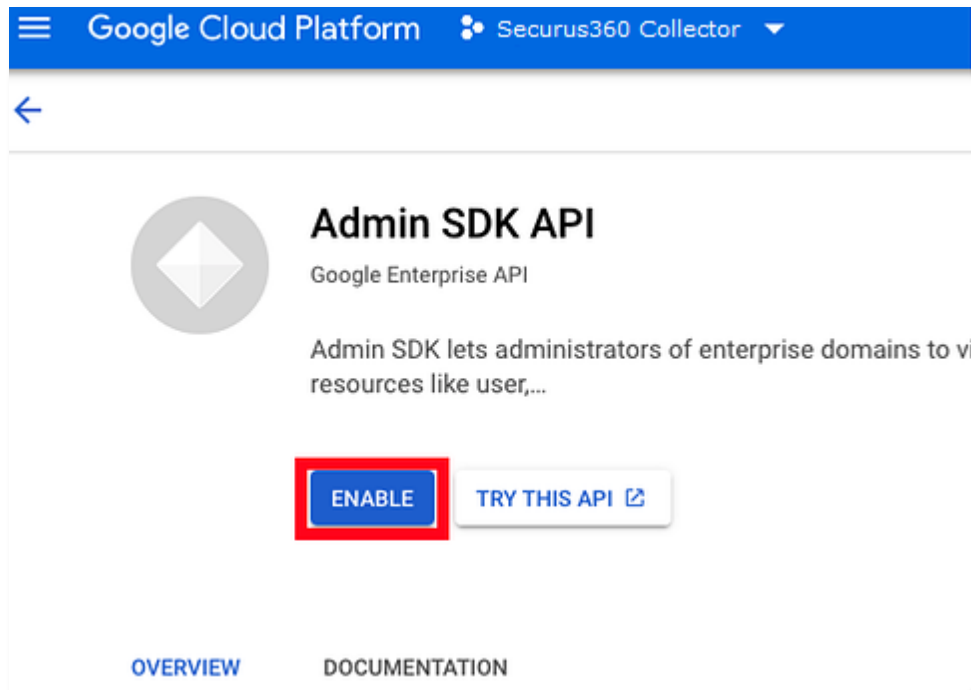 Google Cloud Platform Securus360 Collector
Admin SDK API
Google Enterprise API
Admin SDK lets administrators of enterprise domains to
resources like user,...
ENABLE TRY THIS API
OVERVIEW DOCUMENTATION